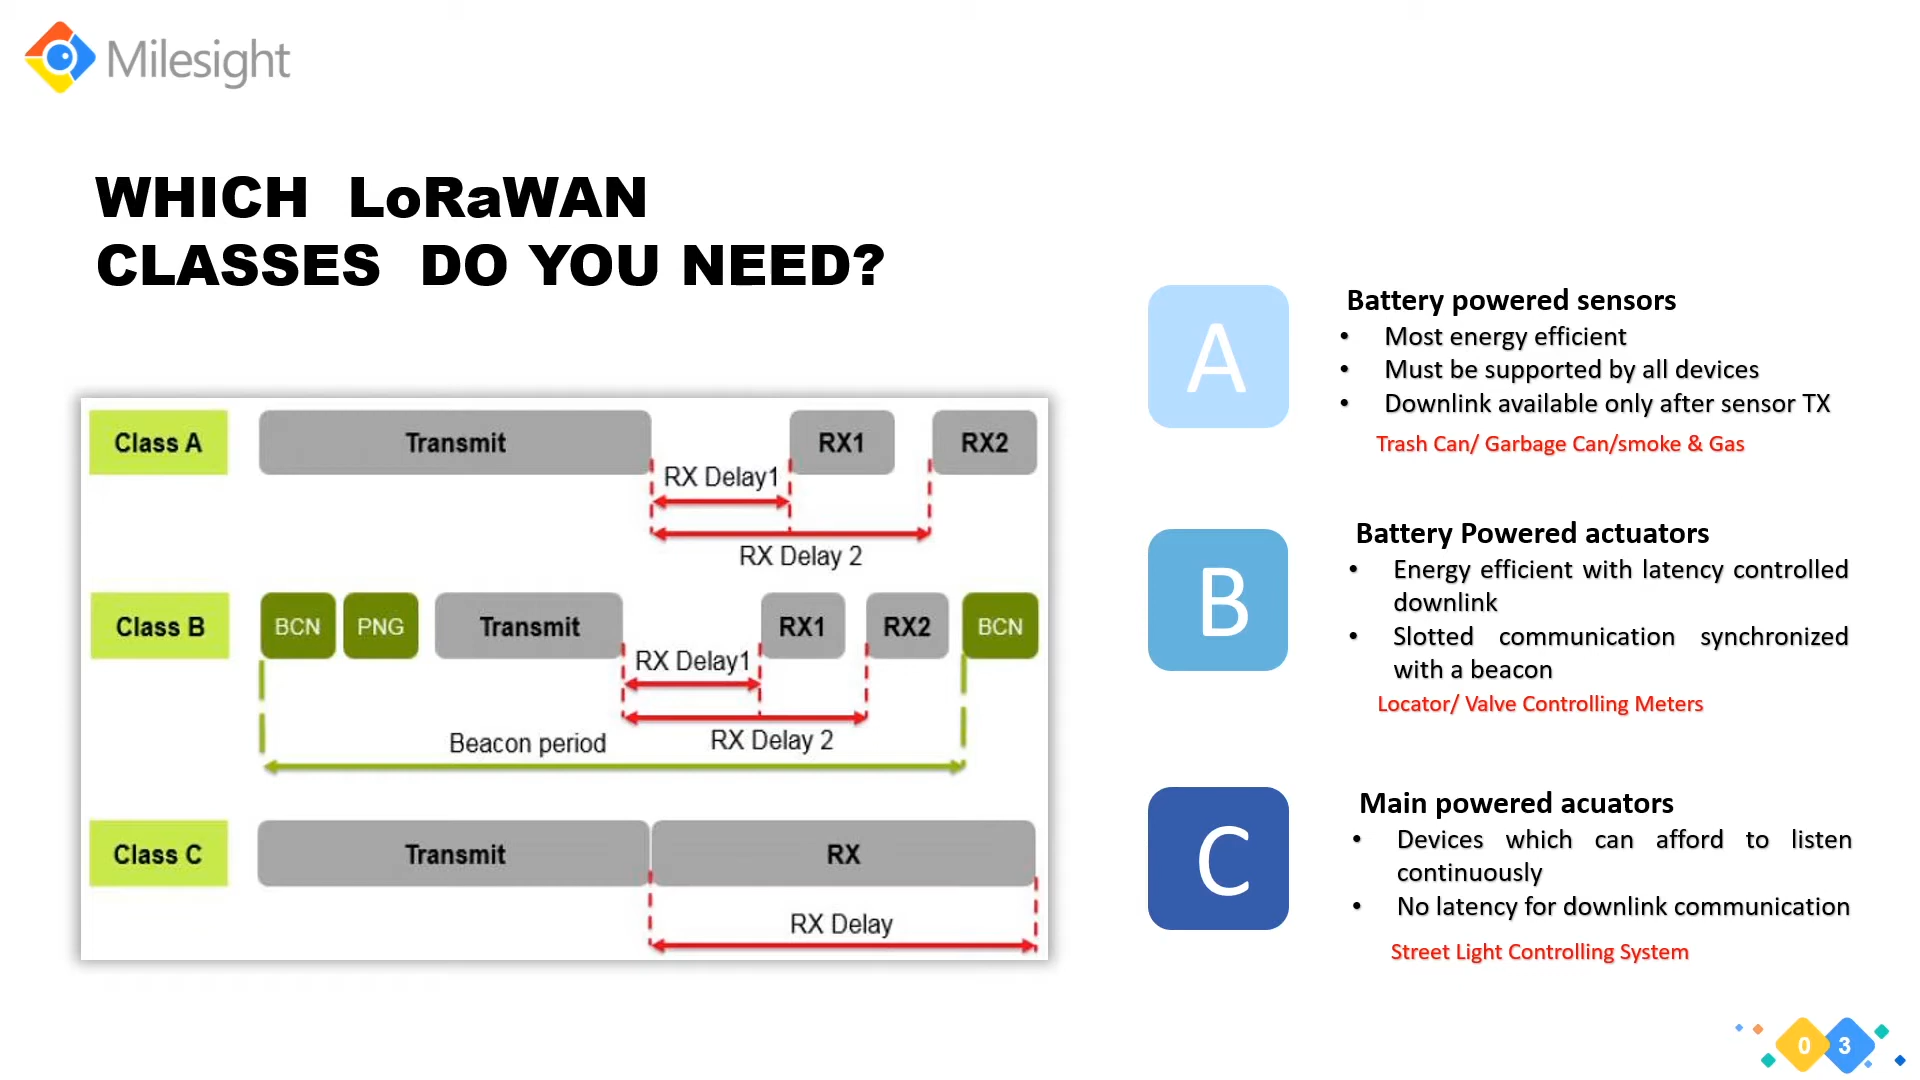 Milesight
WHICH LoRaWAN
CLASSES DO YOU NEED?
Class A
Transmit
RX1
RX2
RX Delay1
RX Delay 2
Class B
BCN
PNG
Transmit
RX1
RX2
BCN
RX Delay1
RX Delay 2
Beacon period
Class C
Transmit
RX
RX Delay
A
Battery powered sensors
• Most energy efficient
• Must be supported by all devices
• Downlink available only after sensor TX
Trash Can/ Garbage Can/smoke & Gas
B
Battery Powered actuators
• Energy efficient with latency controlled
downlink
• Slotted communication synchronized
with a beacon
Locator/ Valve Controlling Meters
C
Main powered acuators
• Devices which can afford to listen
continuously
• No latency for downlink communication
Street Light Controlling System
0 3